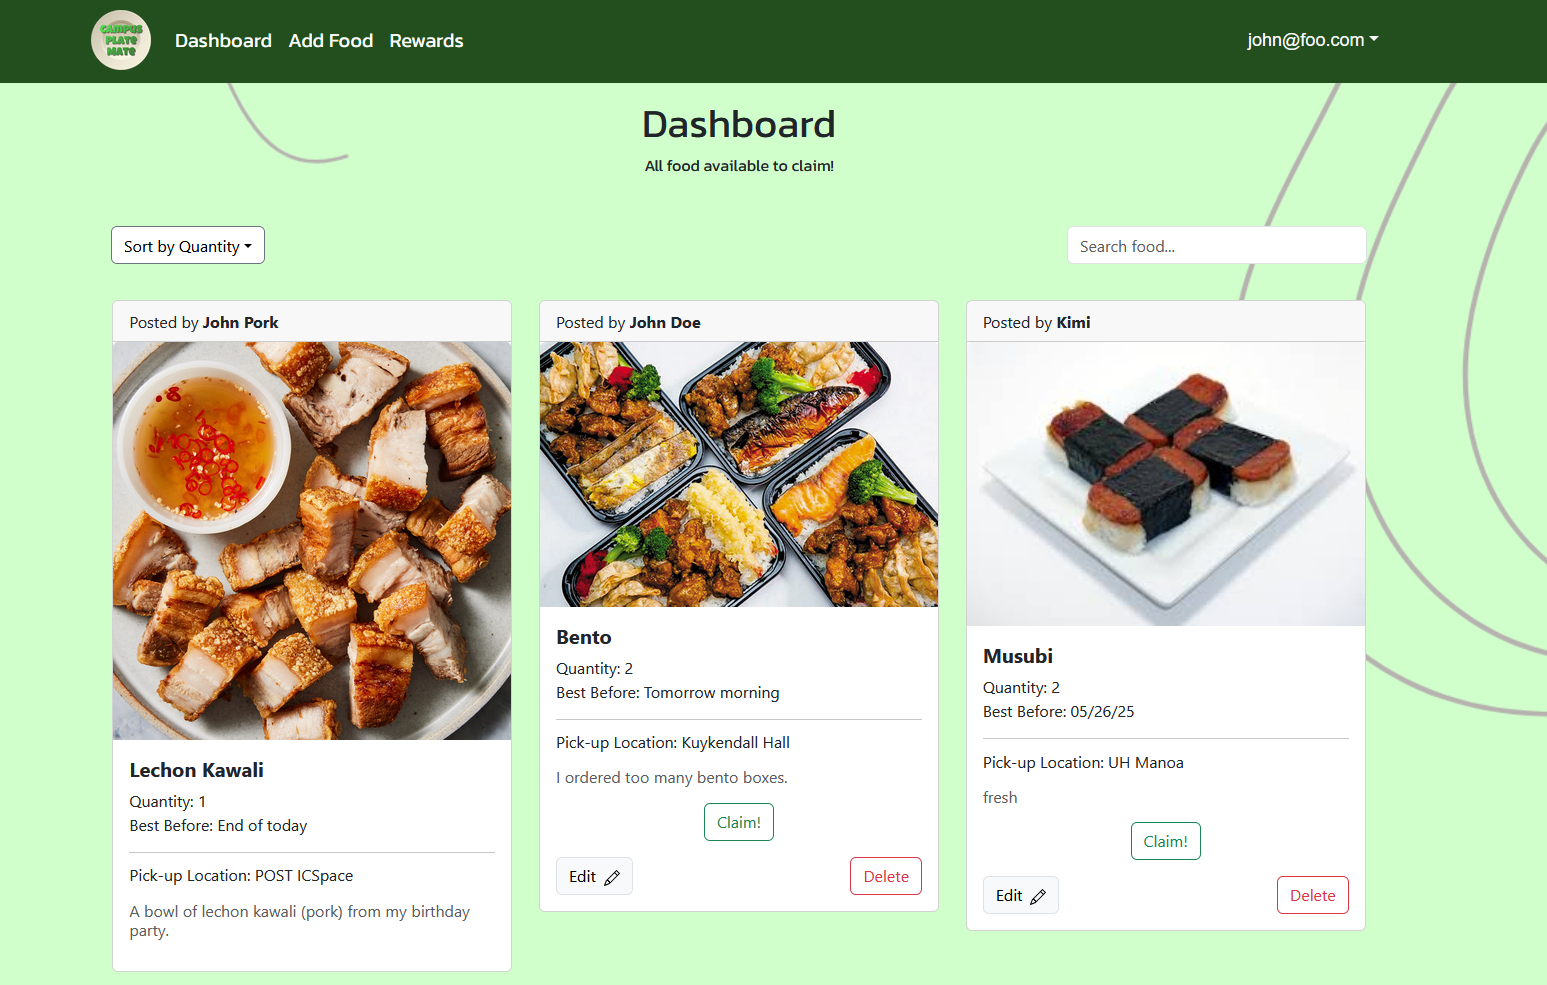 CAMPUS
PLATE
MATE
Dashboard Add Food Rewards
john@foo.com
Dashboard
All food available to claim!
Sort by Quantity
Search food...
Posted by John Pork
Lechon Kawali
Quantity: 1
Best Before: End of today
Pick-up Location: POST ICSpace
A bowl of lechon kawali (pork) from my birthday
party.
Posted by John Doe
Bento
Quantity: 2
Best Before: Tomorrow morning
Pick-up Location: Kuykendall Hall
I ordered too many bento boxes.
Claim!
Edit
Delete
Posted by Kimi
Musubi
Quantity: 2
Best Before: 05/26/25
Pick-up Location: UH Manoa
fresh
Claim!
Edit
Delete